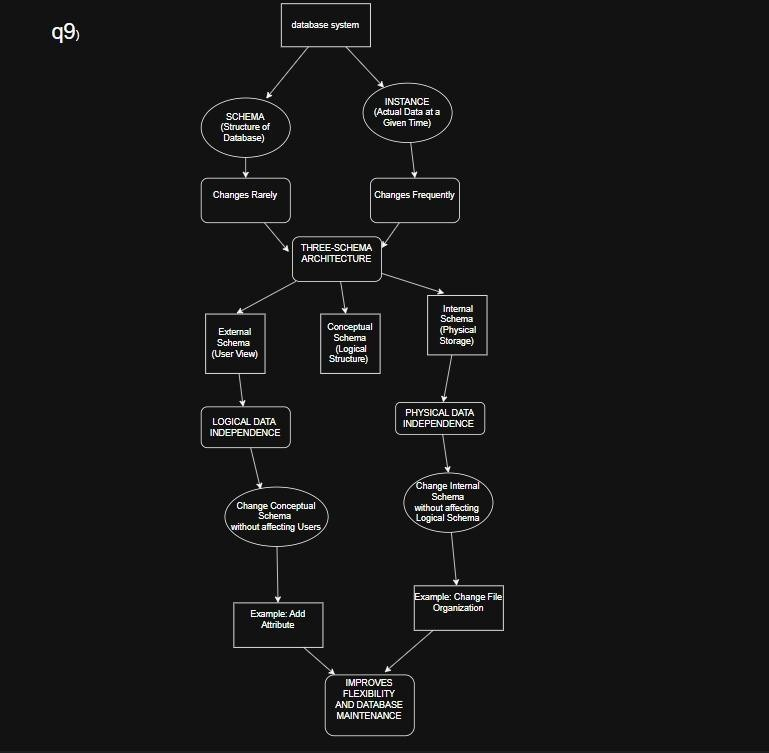 q9)
database system
SCHEMA
(Structure of
Database)
INSTANCE
(Actual Data at a
Given Time)
Changes Rarely
Changes Frequently
THREE-SCHEMA
ARCHITECTURE
External
Schema
(User View)
Conceptual
Schema
(Logical
Structure)
Internal
Schema
(Physical
Storage)
LOGICAL DATA
INDEPENDENCE
PHYSICAL DATA
INDEPENDENCE
Change Conceptual
Schema
without affecting Users
Change Internal
Schema
without affecting
Logical Schema
Example: Add
Attribute
Example: Change File
Organization
IMPROVES
FLEXIBILITY
AND DATABASE
MAINTENANCE